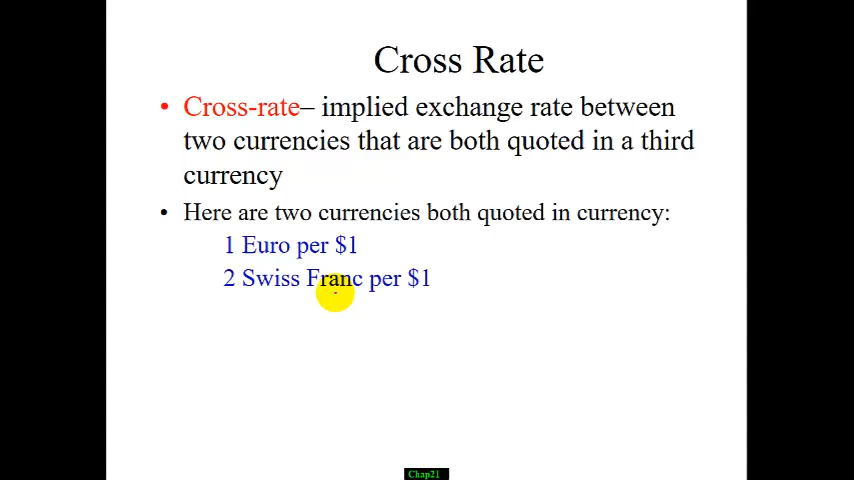 Cross Rate
• Cross-rate– implied exchange rate between
two currencies that are both quoted in a third
currency
• Here are two currencies both quoted in currency:
1 Euro per $1
2 Swiss Franc per $1
Chap21